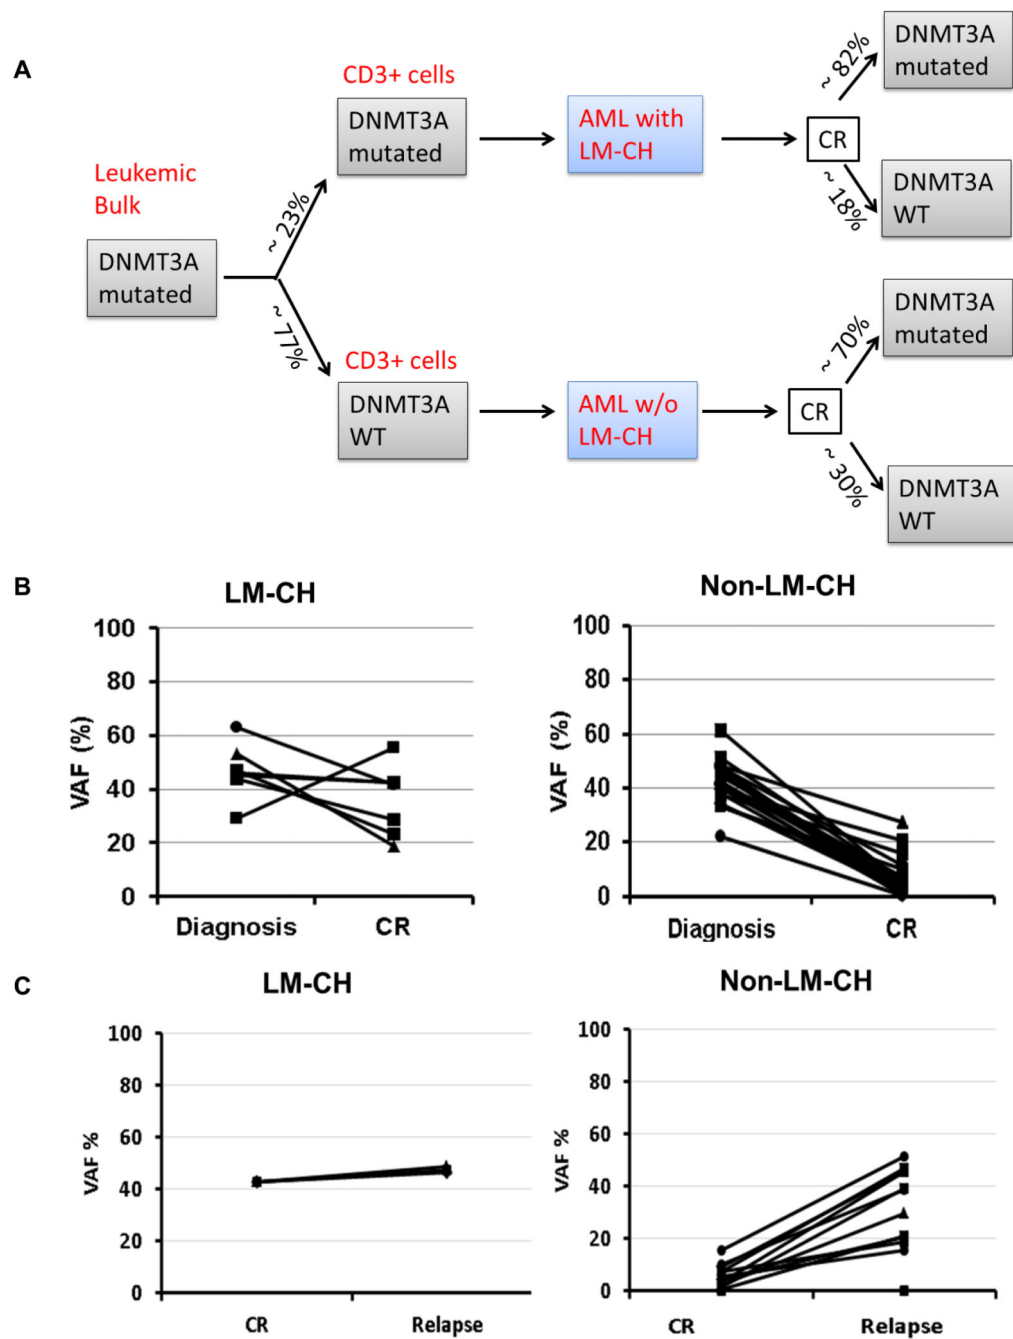 A
Leukemic
Bulk
DNMT3A
mutated
~ 23%
~ 77%
CD3+ cells
DNMT3A
mutated
AML with
LM-CH
CR
~ 82%
~ 18%
DNMT3A
mutated
DNMT3A
WT
CD3+ cells
DNMT3A
WT
AML w/o
LM-CH
CR
~ 70%
~ 30%
DNMT3A
mutated
DNMT3A
WT
B
LM-CH
VAF (%)
100
80
60
40
20
0
Diagnosis CR
Non-LM-CH
VAF (%)
100
80
60
40
20
0
Diagnosis CR
C
LM-CH
VAF %
100
80
60
40
20
0
CR Relapse
Non-LM-CH
VAF %
100
80
60
40
20
0
CR Relapse